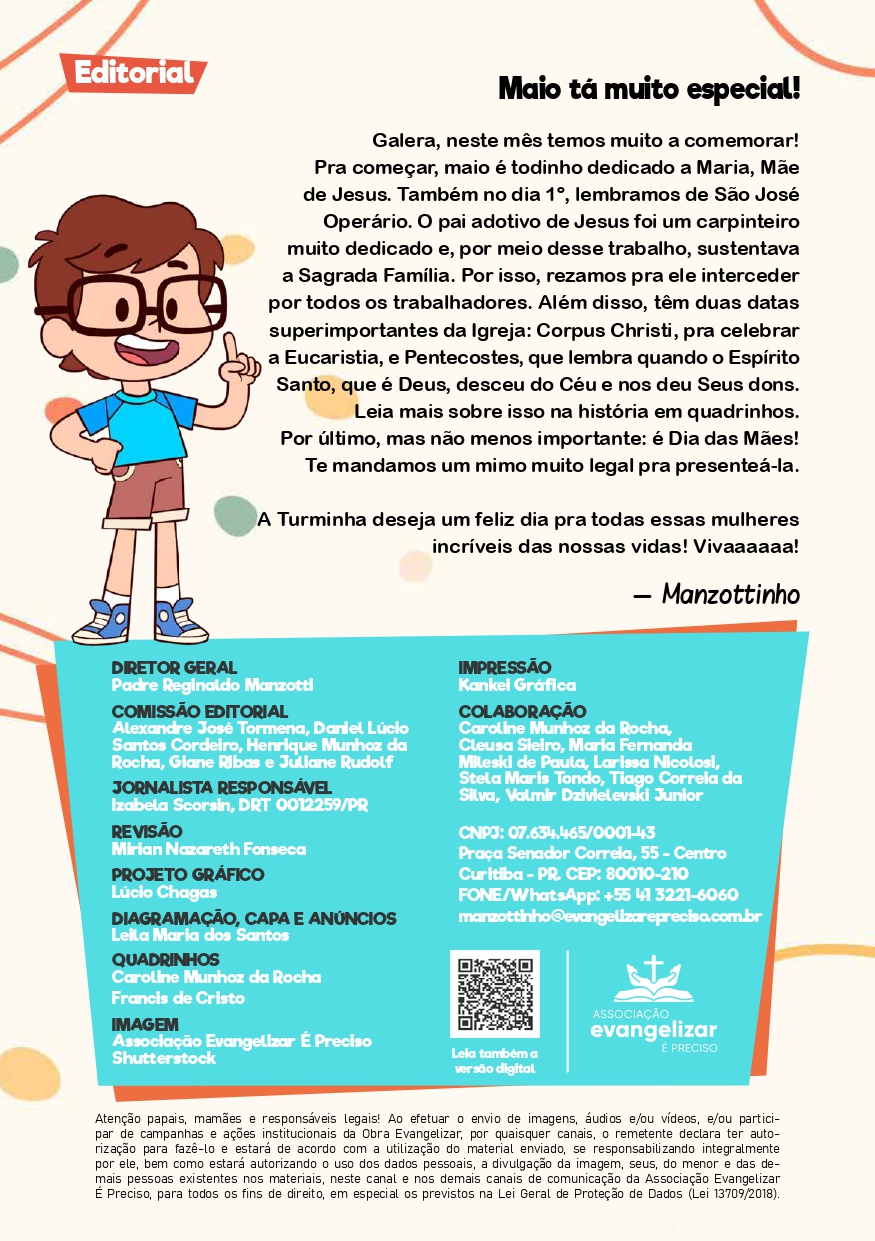 Editorial
Maio tá muito especial!
Galera, neste mês temos muito a comemorar!
Pra começar, maio é todinho dedicado a Maria, Mãe
de Jesus. Também no dia 1º, lembramos de São José
Operário. O pai adotivo de Jesus foi um carpinteiro
muito dedicado e, por meio desse trabalho, sustentava
a Sagrada Família. Por isso, rezamos pra ele interceder
por todos os trabalhadores. Além disso, têm duas datas
superimportantes da Igreja: Corpus Christi, pra celebrar
a Eucaristia, e Pentecostes, que lembra quando o Espírito
Santo, que é Deus, desceu do Céu e nos deu Seus dons.
Leia mais sobre isso na história em quadrinhos.
Por último, mas não menos importante: é Dia das Mães!
Te mandamos um mimo muito legal pra presenteá-la.
A Turminha deseja um feliz dia pra todas essas mulheres
incríveis das nossas vidas! Vivaaaaaa!
— Manzottinho
DIRETOR GERAL
Padre Reginaldo Manzotti
COMISSÃO EDITORIAL
Alexandre José Tormena, Daniel Lúcio
Santos Cordeiro, Henrique Munhoz da
Rocha, Giane Ribas e Juliane Rudolf
JORNALISTA RESPONSÁVEL
Izabela Scorsin, DRT 0012259/PR
REVISÃO
Mirian Nazareth Fonseca
PROJETO GRÁFICO
Lúcio Chagas
DIAGRAMAÇÃO, CAPA E ANÚNCIOS
Leila Maria dos Santos
QUADRINHOS
Caroline Munhoz da Rocha
Francis de Cristo
IMAGEM
Associação Evangelizar É Preciso
Shutterstock
IMPRESSÃO
Kankei Gráfica
COLABORAÇÃO
Caroline Munhoz da Rocha,
Cleusa Sieiro, Maria Fernanda
Mileski de Paula, Larissa Nicolosi,
Stela Maris Tondo, Tiago Correia da
Silva, Valmir Dzivielevski Junior
CNPJ: 07.634.465/0001-43
Praça Senador Correia, 55 - Centro
Curitiba - PR. CEP: 80010-210
FONE/WhatsApp: +55 41 3221-6060
manzottinho@evangelizarepreciso.com.br
Leia também a
versão digital
ASSOCIAÇÃO
evangelizar
É PRECISO
Atenção papais, mamães e responsáveis legais! Ao efetuar o envio de imagens, áudios e/ou vídeos, e/ou partici-
par de campanhas e ações institucionais da Obra Evangelizar, por quaisquer canais, o remetente declara ter auto-
rização para fazê-lo e estará de acordo com a utilização do material enviado, se responsabilizando integralmente
por ele, bem como estará autorizando o uso dos dados pessoais, a divulgação da imagem, seus, do menor e das de-
mais pessoas existentes nos materiais, neste canal e nos demais canais de comunicação da Associação Evangelizar
É Preciso, para todos os fins de direito, em especial os previstos na Lei Geral de Proteção de Dados (Lei 13709/2018).